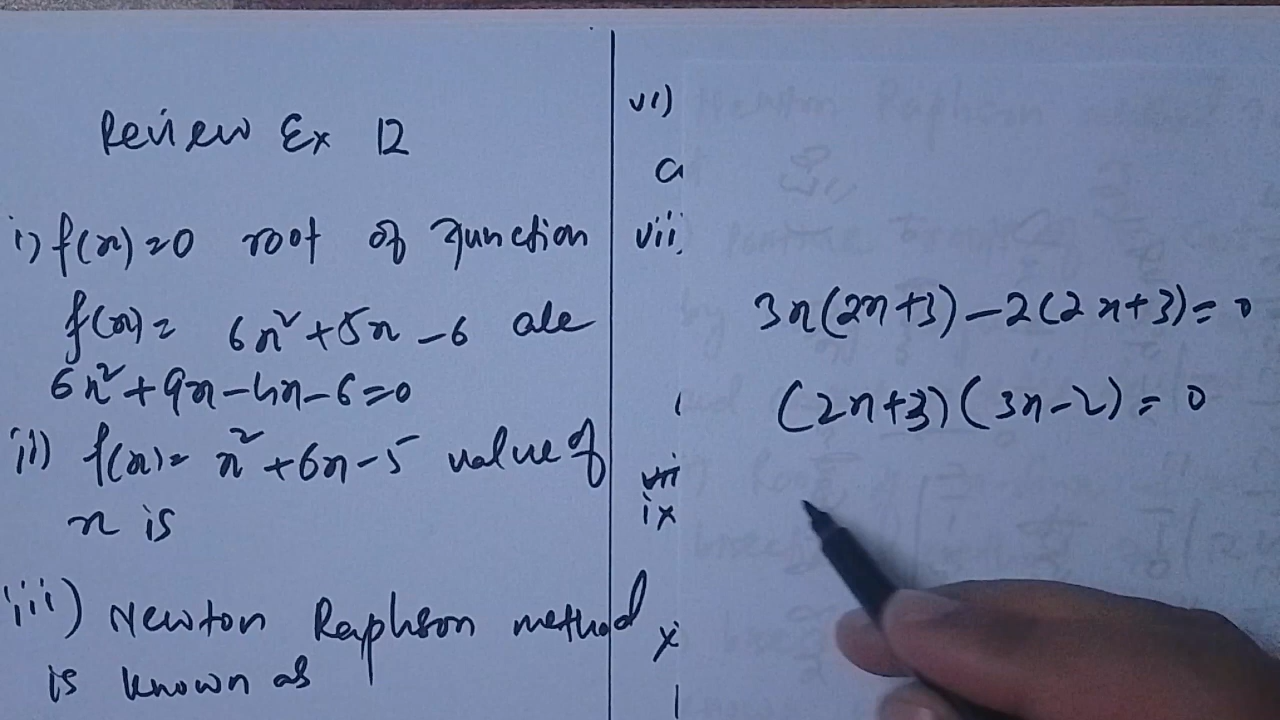 Review Ex 12
i) f(x)=0 root of function
f(x)= 6x²+5x-6 are
6x²+9x-4x-6=0
ii) f(x)= x²+6x-5 value of
x is
iii) Newton Raphson method
is known as
vi)
a
vii
3x(2x+3)-2(2x+3)=0
(2x+3)(3x-2)=0
ix
x